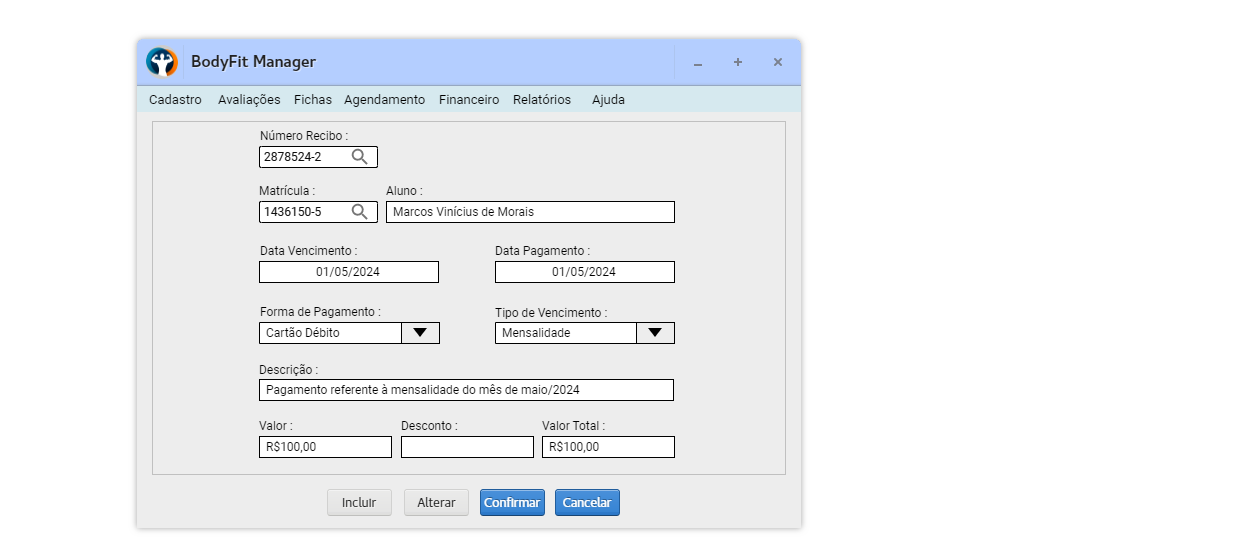 BodyFit Manager
Cadastro Avaliações Fichas Agendamento Financeiro Relatórios Ajuda
Número Recibo :
2878524-2
Matrícula : Aluno :
1436150-5 Marcos Vinícius de Morais
Data Vencimento : Data Pagamento :
01/05/2024 01/05/2024
Forma de Pagamento : Tipo de Vencimento :
Cartão Débito Mensalidade
Descrição :
Pagamento referente à mensalidade do mês de maio/2024
Valor : Desconto : Valor Total :
R$100,00 R$100,00
Incluir Alterar Confirmar Cancelar